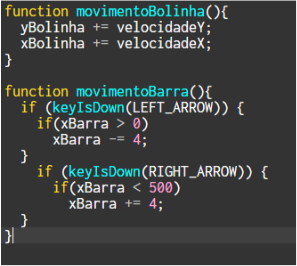 function movimentoBolinha(){
  yBolinha += velocidadeY;
  xBolinha += velocidadeX;
}

function movimentoBarra(){
  if (keyIsDown(LEFT_ARROW)) {
    if(xBarra > 0)
      xBarra -= 4;
  }
    if (keyIsDown(RIGHT_ARROW)) {
      if(xBarra < 500)
        xBarra += 4;
  }
}